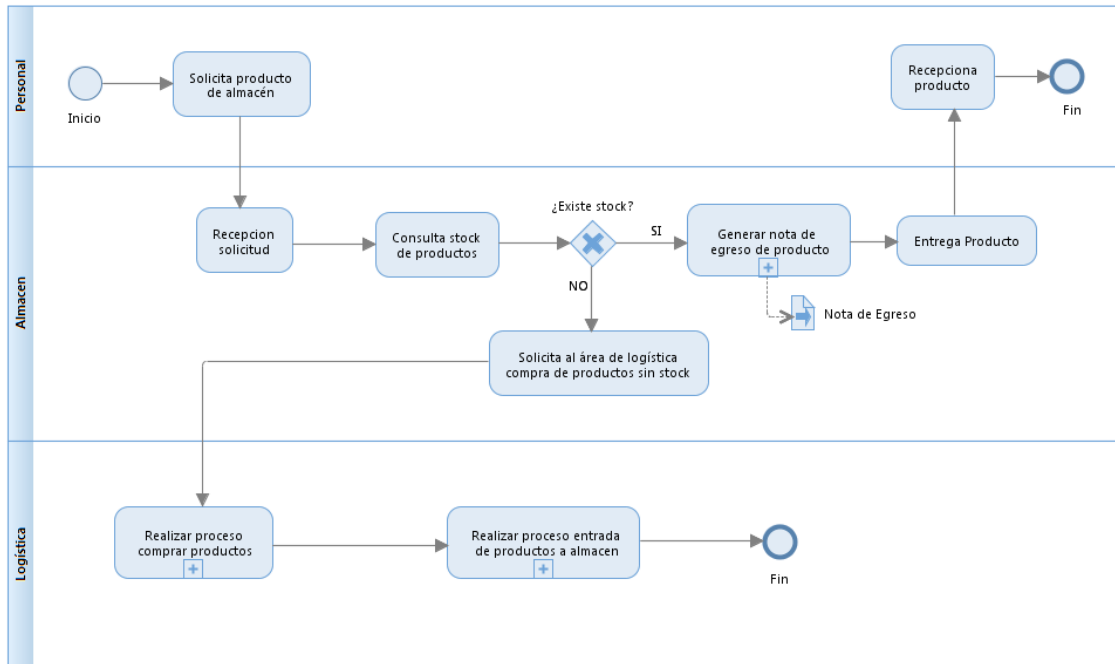 Personal
Inicio
Solicita producto
de almacén
Recepciona
producto
Fin
Almacen
Recepcion
solicitud
Consulta stock
de productos
¿Existe stock?
SI
NO
Generar nota de
egreso de producto
Nota de Egreso
Entrega Producto
Solicita al área de logística
compra de productos sin stock
Logística
Realizar proceso
comprar productos
Realizar proceso entrada
de productos a almacen
Fin